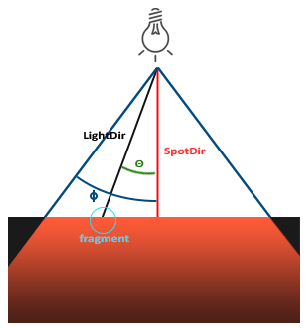 LightDir
SpotDir
Θ
ϕ
fragment